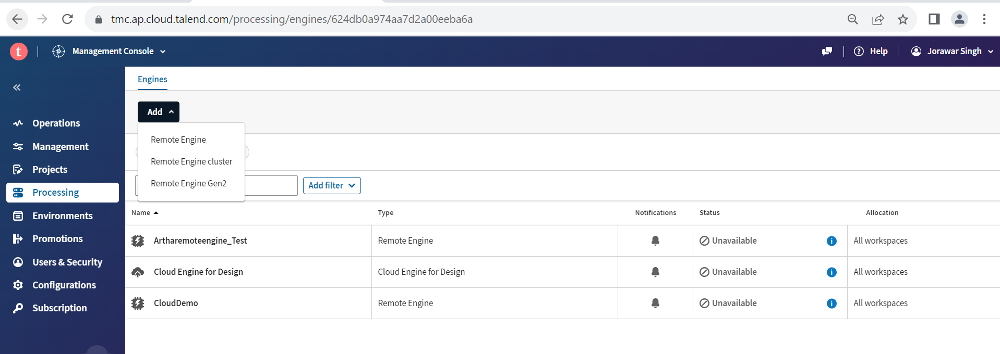 tmc.ap.cloud.talend.com/processing/engines/624db0a974aa7d2a00eeba6a
t Management Console Help Jorawar Singh
Engines
Add
Remote Engine
Remote Engine cluster
Remote Engine Gen2
Add filter
Operations
Management
Projects
Processing
Environments
Promotions
Users & Security
Configurations
Subscription
Name Type Notifications Status Allocation
Artharemoteengine_Test Remote Engine Unavailable i All workspaces
Cloud Engine for Design Cloud Engine for Design Unavailable i All workspaces
CloudDemo Remote Engine Unavailable i All workspaces